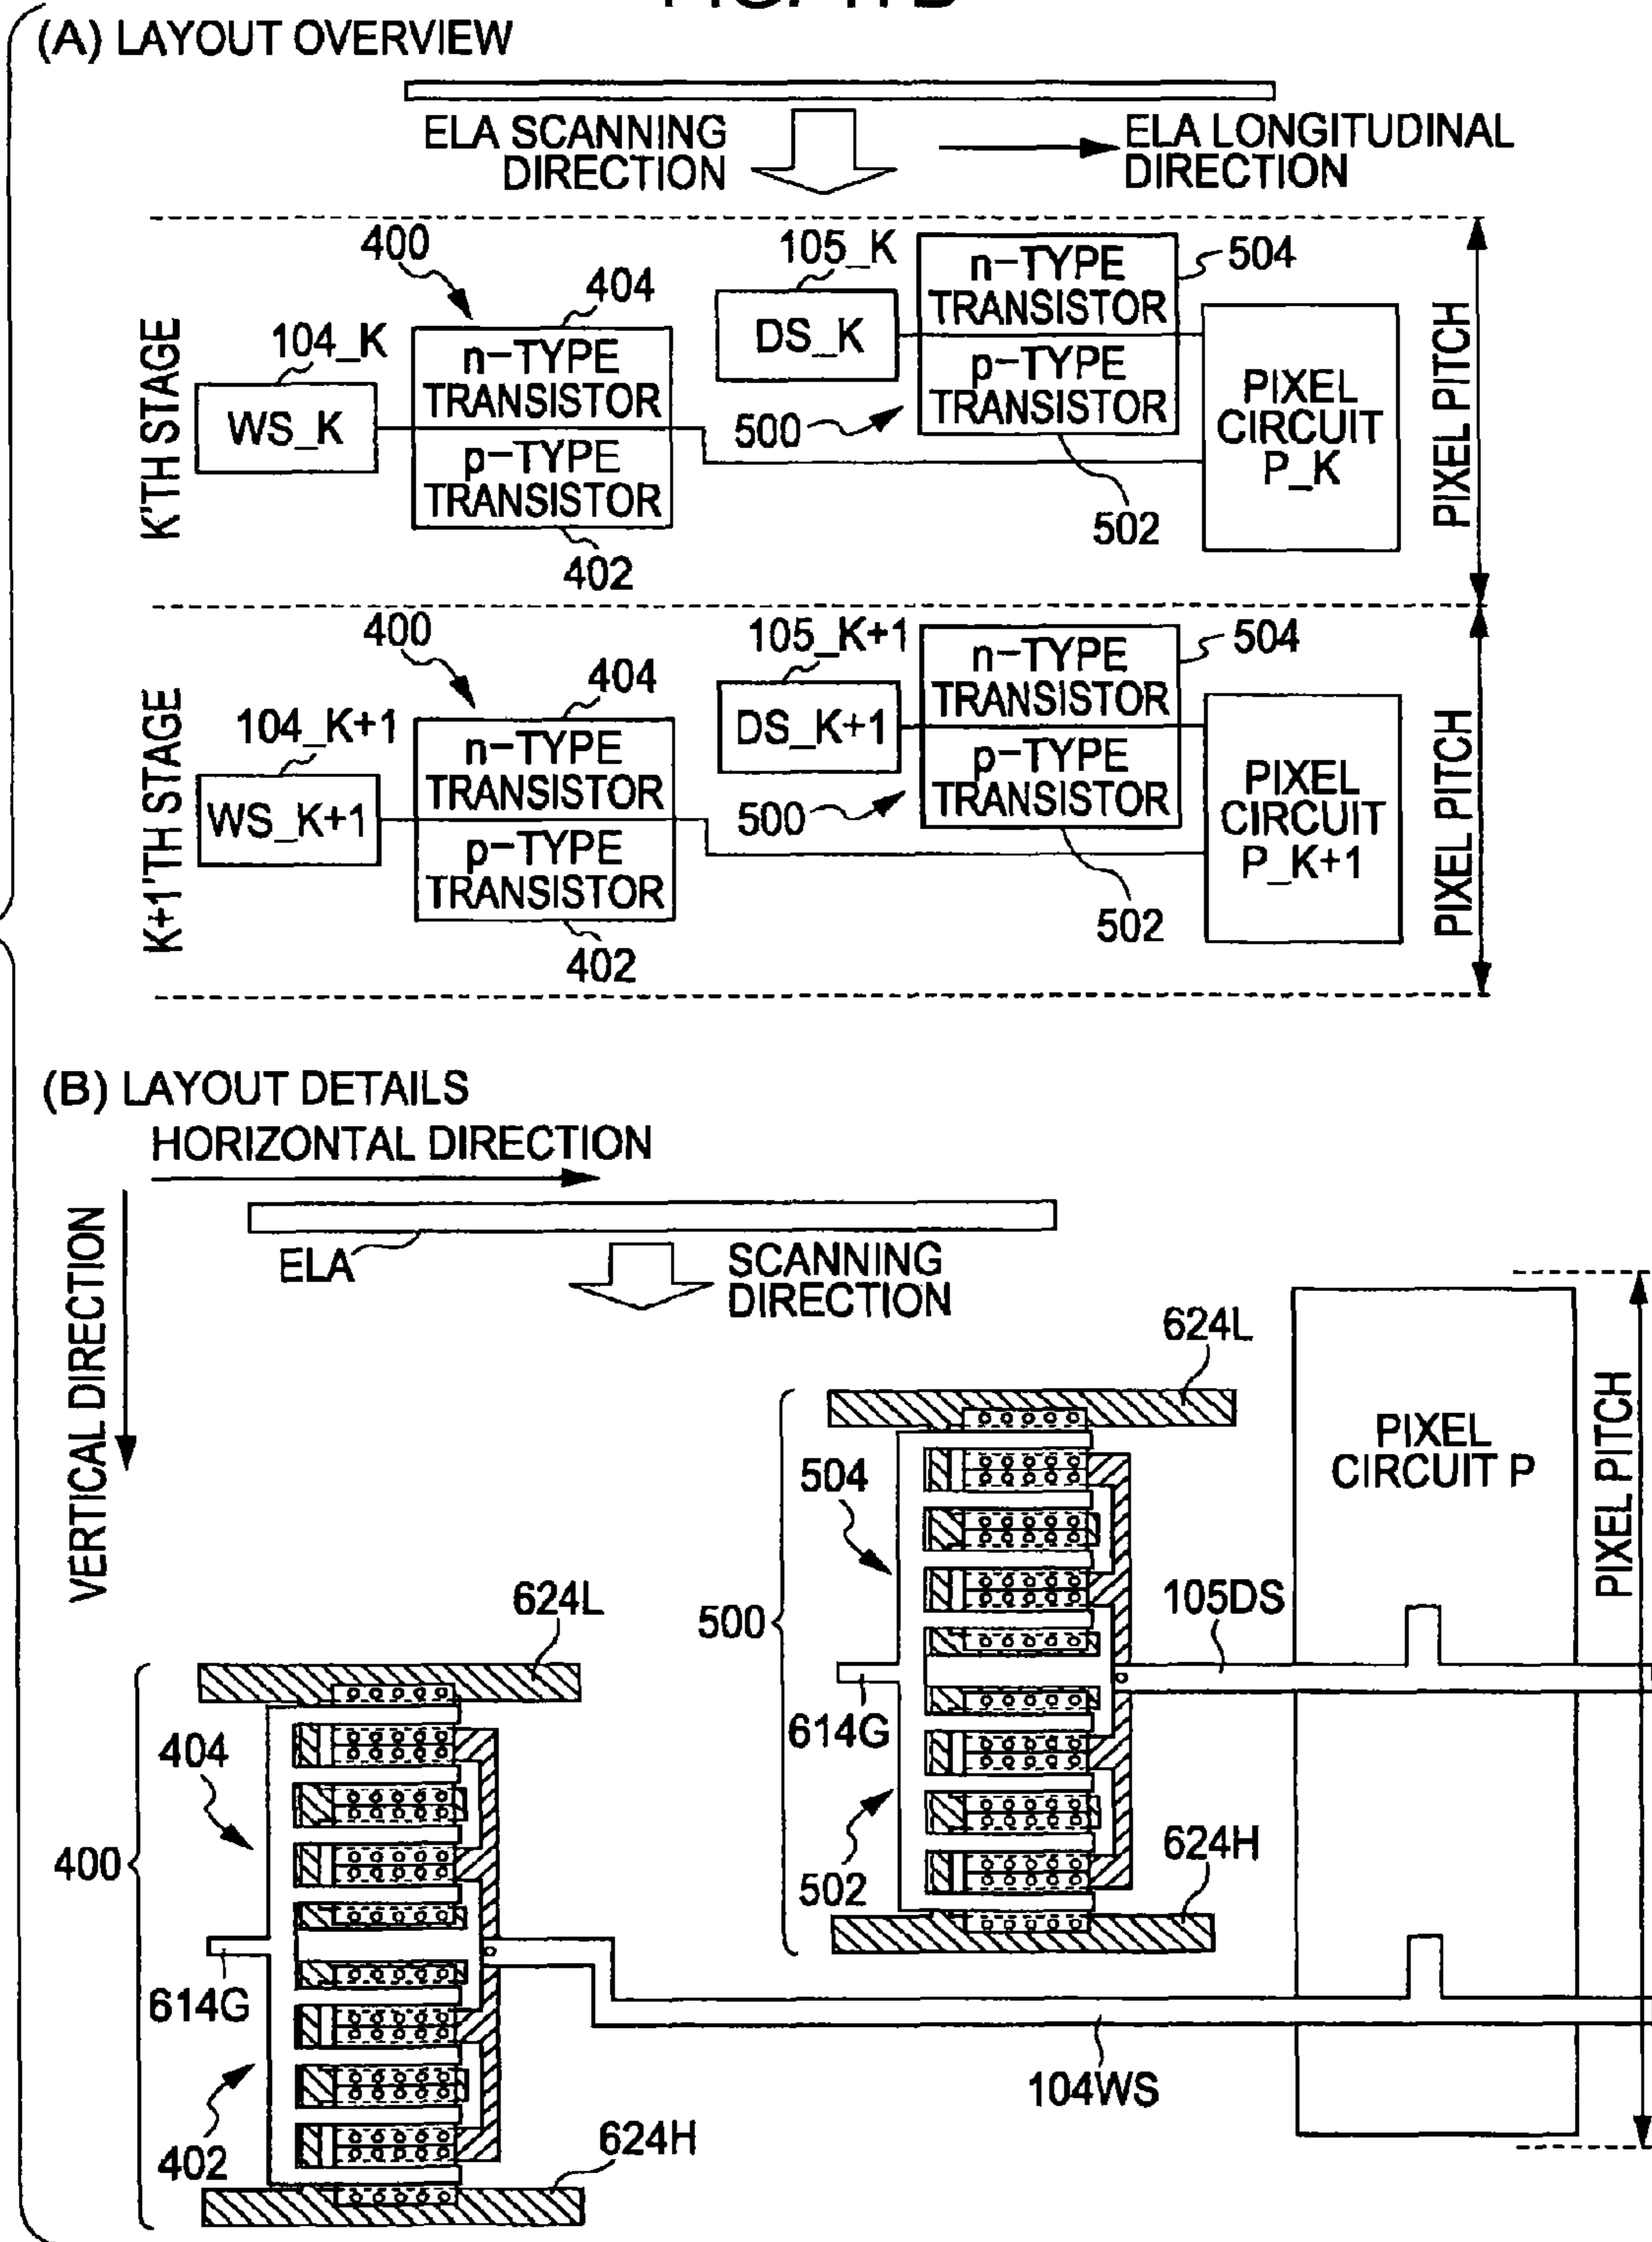 (A) LAYOUT OVERVIEW
ELA SCANNING
DIRECTION
ELA LONGITUDINAL
DIRECTION
K'TH STAGE
400
404
104_K
WS_K
n-TYPE
TRANSISTOR
p-TYPE
TRANSISTOR
402
105_K
DS_K
n-TYPE
TRANSISTOR
p-TYPE
TRANSISTOR
504
500
502
PIXEL
CIRCUIT
P_K
PIXEL PITCH
K+1'TH STAGE
400
404
104_K+1
WS_K+1
n-TYPE
TRANSISTOR
p-TYPE
TRANSISTOR
402
105_K+1
DS_K+1
n-TYPE
TRANSISTOR
p-TYPE
TRANSISTOR
504
500
502
PIXEL
CIRCUIT
P_K+1
PIXEL PITCH
(B) LAYOUT DETAILS
HORIZONTAL DIRECTION
VERTICAL DIRECTION
ELA
SCANNING
DIRECTION
624L
504
500
614G
502
624H
105DS
PIXEL
CIRCUIT P
PIXEL PITCH
624L
404
400
614G
402
624H
104WS